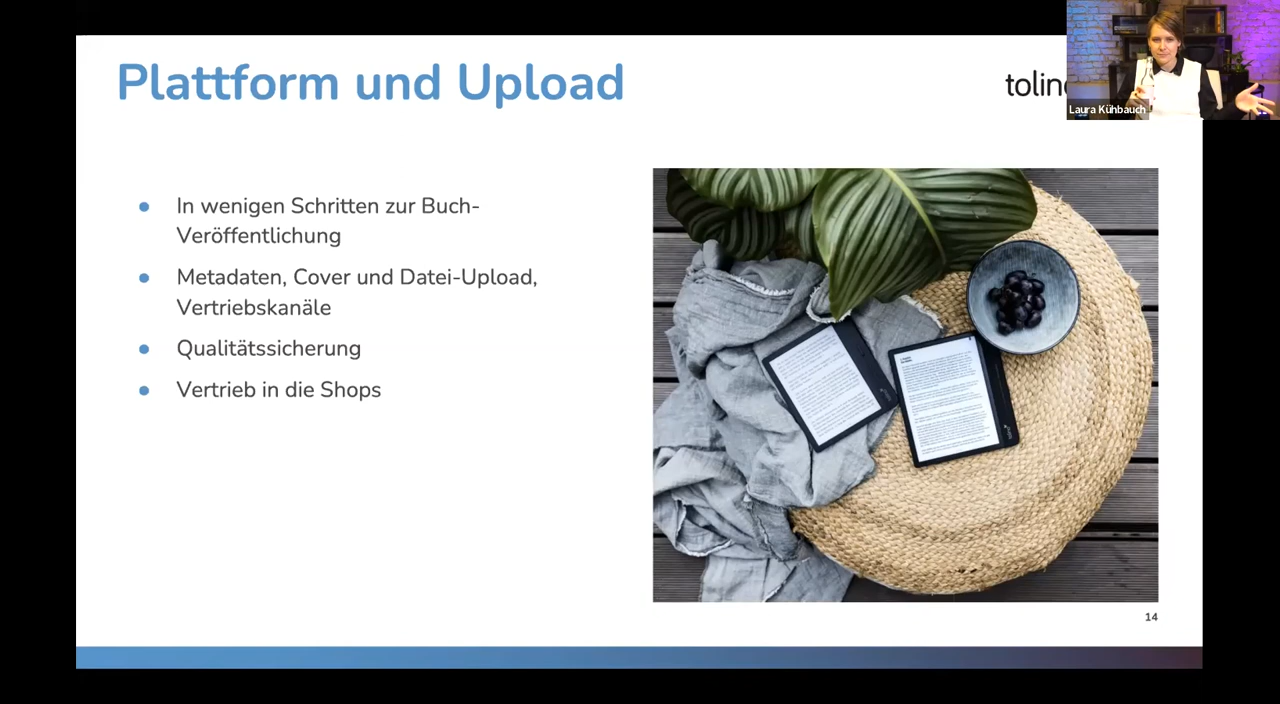 Plattform und Upload
tolino
Laura Kühbauch
In wenigen Schritten zur Buch-
Veröffentlichung
Metadaten, Cover und Datei-Upload,
Vertriebskanäle
Qualitätssicherung
Vertrieb in die Shops
14